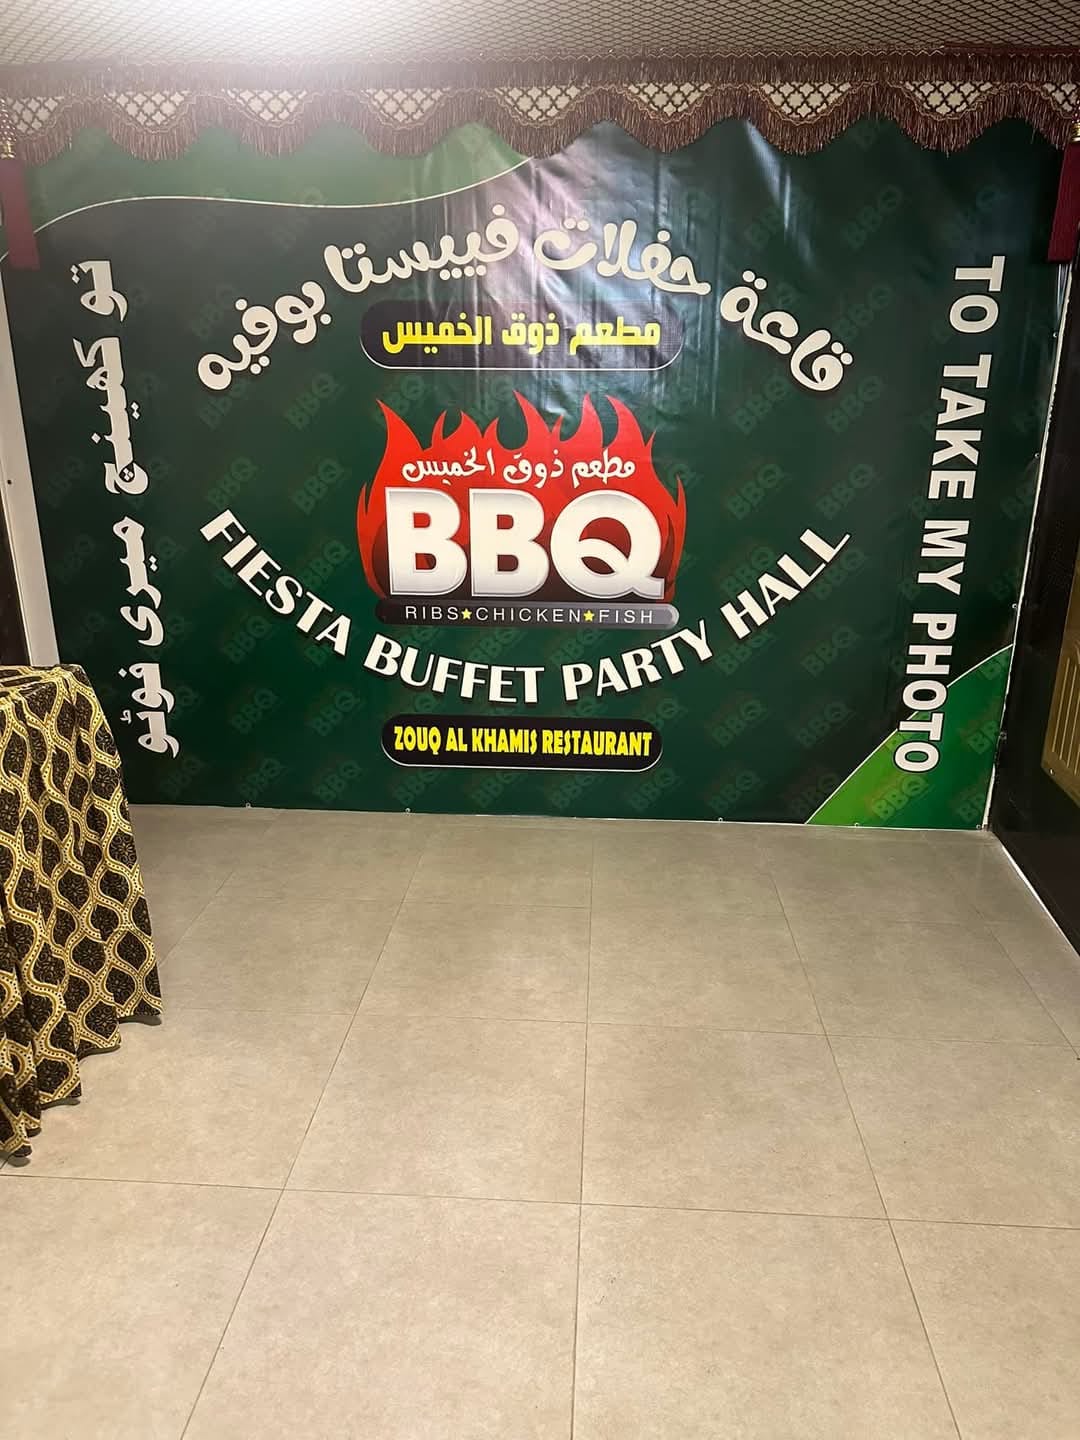 قاعة حفلات فييستا بوفيه
مطعم ذوق الخميس
مطعم ذوق الخميس
BBQ
RIBS★CHICKEN★FISH
FIESTA BUFFET PARTY HALL
ZOUQ AL KHAMIS RESTAURANT
تو كهينچ ميرى فوٹو
TO TAKE MY PHOTO